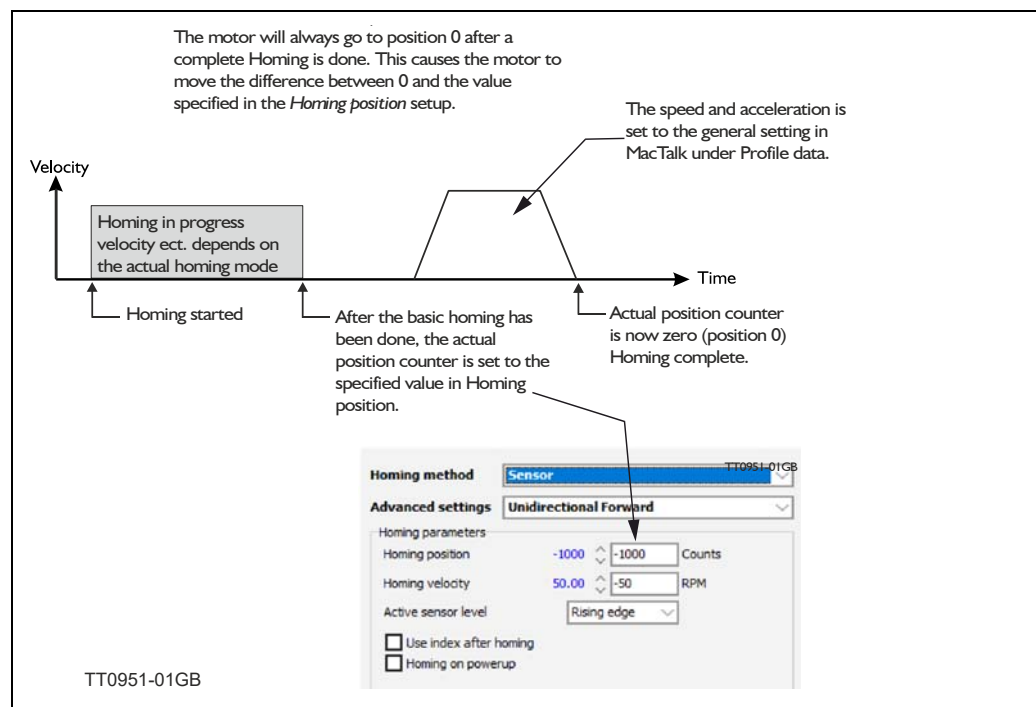 The motor will always go to position 0 after a
complete Homing is done. This causes the motor to
move the difference between 0 and the value
specified in the Homing position setup.
The speed and acceleration is
set to the general setting in
MacTalk under Profile data.
Velocity
Homing in progress
velocity ect. depends on
the actual homing mode
Time
Homing started
After the basic homing has
been done, the actual
position counter is set to the
specified value in Homing
position.
Actual position counter
is now zero (position 0)
Homing complete.
TT0951-01GB
Homing method Sensor
Advanced settings Unidirectional Forward
Homing parameters
Homing position -1000 -1000 Counts
Homing velocity 50.00 -50 RPM
Active sensor level Rising edge
Use index after homing
Homing on powerup
TT0951-01GB